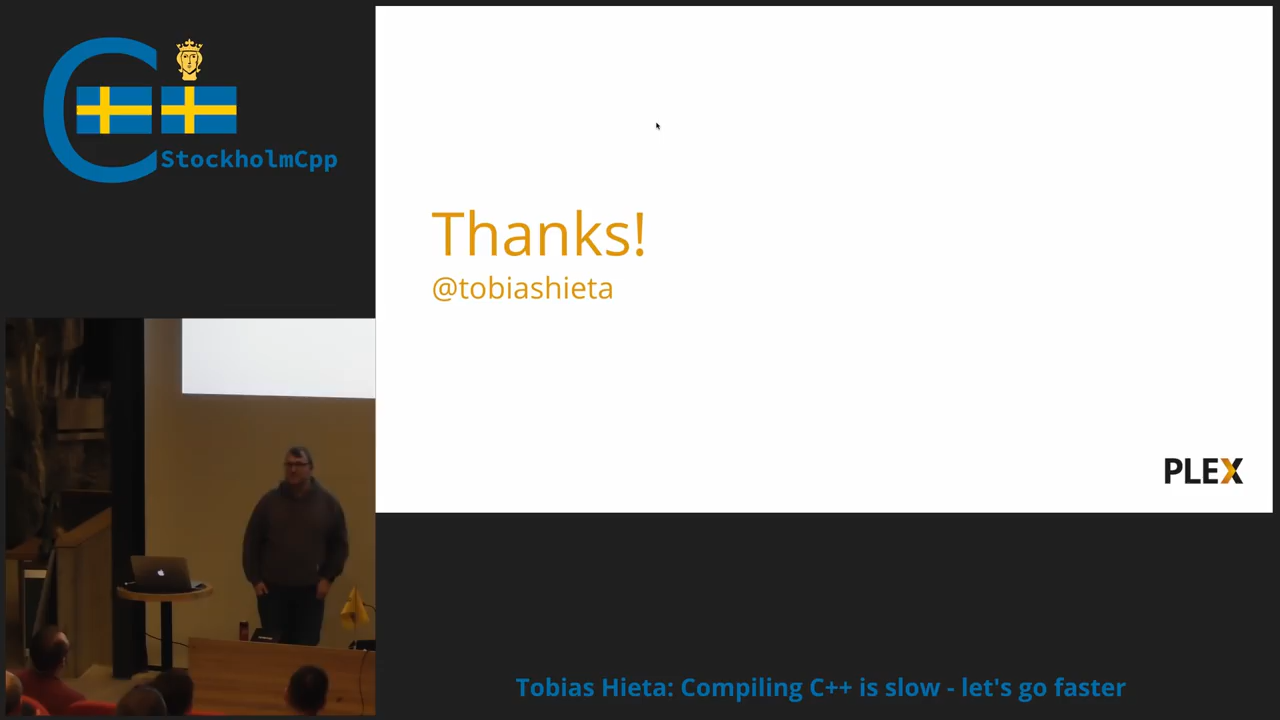 StockholmCpp
Thanks!
@tobiashieta
PLEX
Tobias Hieta: Compiling C++ is slow - let's go faster